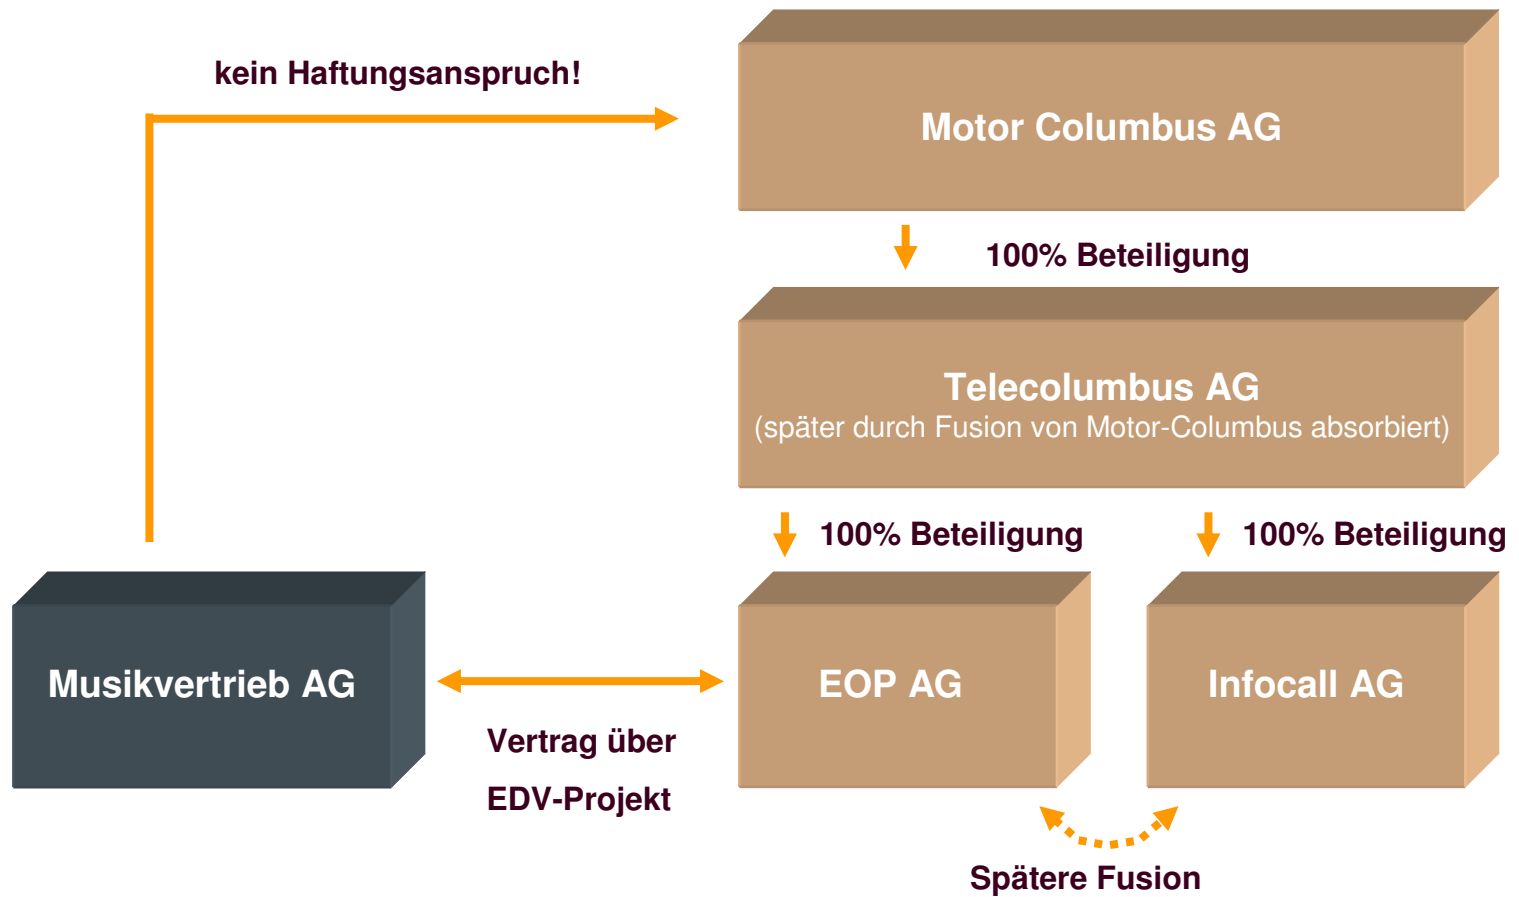 kein Haftungsanspruch!
Motor Columbus AG
100% Beteiligung
Telecolumbus AG
(später durch Fusion von Motor-Columbus absorbiert)
100% Beteiligung
100% Beteiligung
Musikvertrieb AG
EOP AG
Infocall AG
Vertrag über
EDV-Projekt
Spätere Fusion